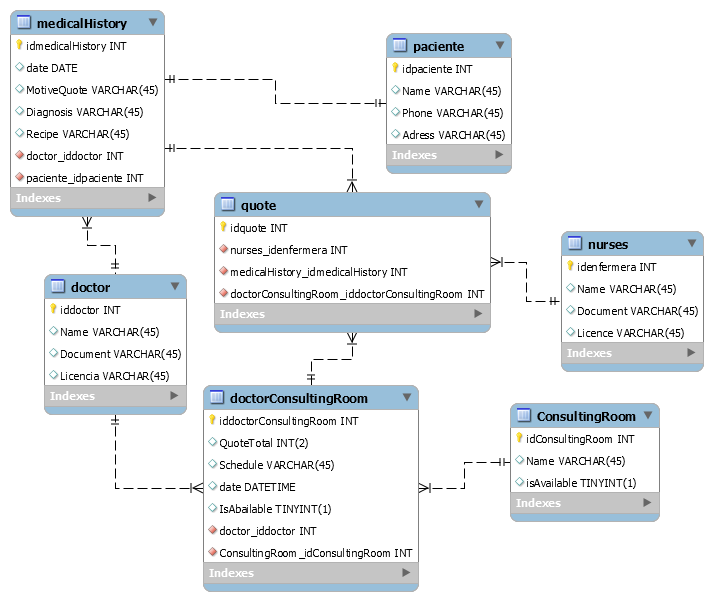 medicalHistory
idmedicalHistory INT
date DATE
MotiveQuote VARCHAR(45)
Diagnosis VARCHAR(45)
Recipe VARCHAR(45)
doctor_iddoctor INT
paciente_idpaciente INT
Indexes
paciente
idpaciente INT
Name VARCHAR(45)
Phone VARCHAR(45)
Adress VARCHAR(45)
Indexes
quote
idquote INT
nurses_idenfermera INT
medicalHistory_idmedicalHistory INT
doctorConsultingRoom_iddoctorConsultingRoom INT
Indexes
nurses
idenfermera INT
Name VARCHAR(45)
Document VARCHAR(45)
Licence VARCHAR(45)
Indexes
doctor
iddoctor INT
Name VARCHAR(45)
Document VARCHAR(45)
Licencia VARCHAR(45)
Indexes
doctorConsultingRoom
iddoctorConsultingRoom INT
QuoteTotal INT(2)
Schedule VARCHAR(45)
date DATETIME
IsAbailable TINYINT(1)
doctor_iddoctor INT
ConsultingRoom_idConsultingRoom INT
Indexes
ConsultingRoom
idConsultingRoom INT
Name VARCHAR(45)
isAvailable TINYINT(1)
Indexes